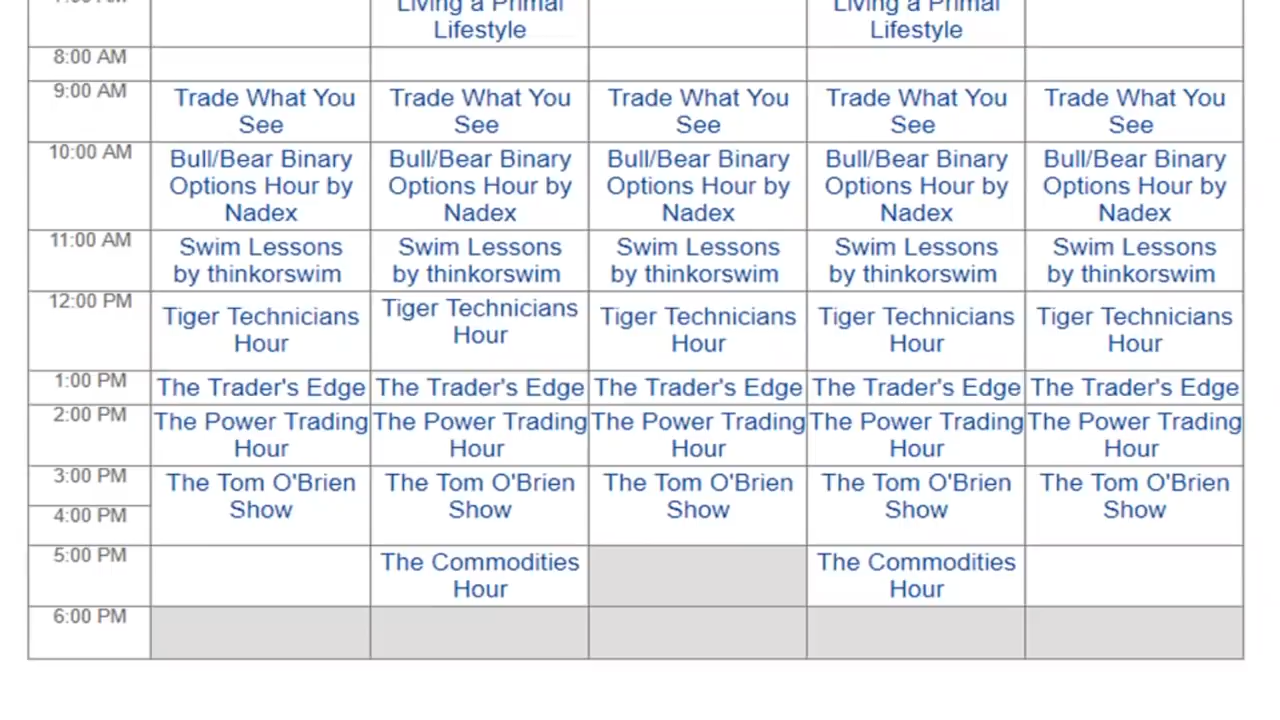 Living a Primal
Lifestyle
Living a Primal
Lifestyle
8:00 AM
9:00 AM
Trade What You
See
Trade What You
See
Trade What You
See
Trade What You
See
Trade What You
See
10:00 AM
Bull/Bear Binary
Options Hour by
Nadex
Bull/Bear Binary
Options Hour by
Nadex
Bull/Bear Binary
Options Hour by
Nadex
Bull/Bear Binary
Options Hour by
Nadex
Bull/Bear Binary
Options Hour by
Nadex
11:00 AM
Swim Lessons
by thinkorswim
Swim Lessons
by thinkorswim
Swim Lessons
by thinkorswim
Swim Lessons
by thinkorswim
Swim Lessons
by thinkorswim
12:00 PM
Tiger Technicians
Hour
Tiger Technicians
Hour
Tiger Technicians
Hour
Tiger Technicians
Hour
Tiger Technicians
Hour
1:00 PM
The Trader's Edge
The Trader's Edge
The Trader's Edge
The Trader's Edge
The Trader's Edge
2:00 PM
The Power Trading
Hour
The Power Trading
Hour
The Power Trading
Hour
The Power Trading
Hour
The Power Trading
Hour
3:00 PM
The Tom O'Brien
Show
The Tom O'Brien
Show
The Tom O'Brien
Show
The Tom O'Brien
Show
The Tom O'Brien
Show
4:00 PM
5:00 PM
The Commodities
Hour
The Commodities
Hour
6:00 PM